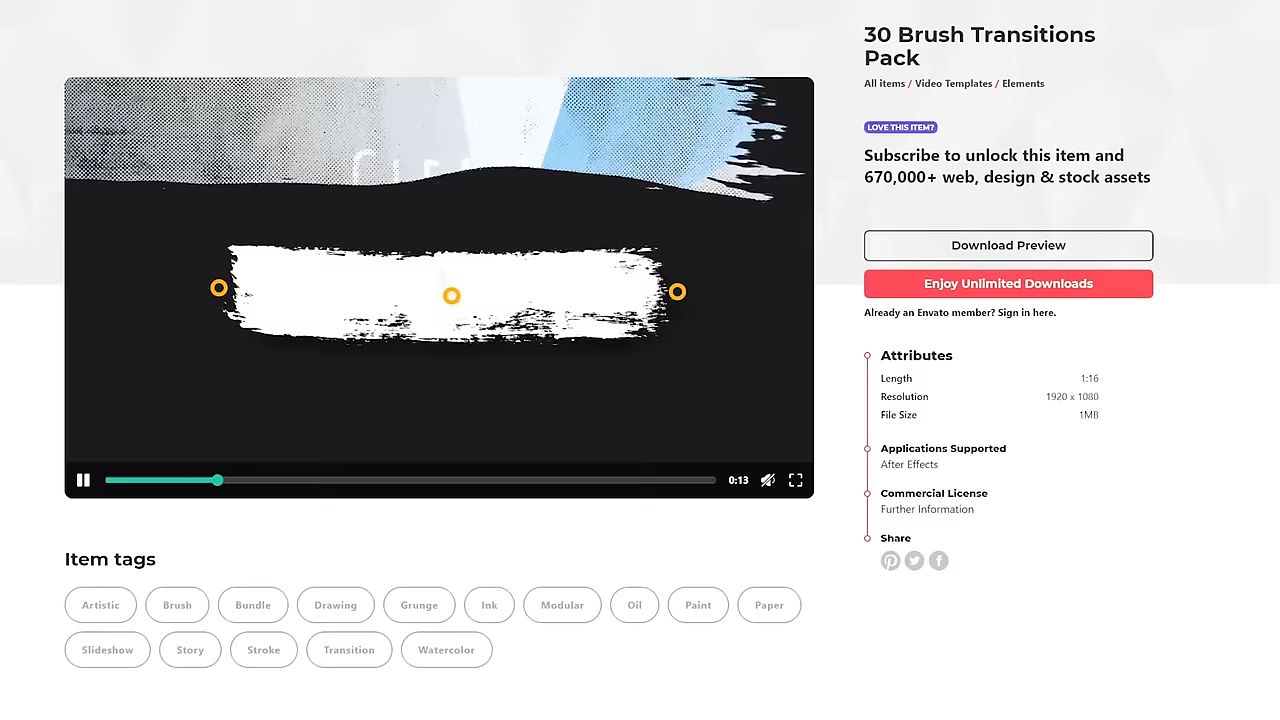 30 Brush Transitions
Pack
All items / Video Templates / Elements
LOVE THIS ITEM?
Subscribe to unlock this item and
670,000+ web, design & stock assets
Download Preview
Enjoy Unlimited Downloads
Already an Envato member? Sign in here.
Attributes
Length 1:16
Resolution 1920 x 1080
File Size 1MB
Applications Supported
After Effects
Commercial License
Further Information
Share
0:13
Item tags
Artistic Brush Bundle Drawing Grunge Ink Modular Oil Paint Paper
Slideshow Story Stroke Transition Watercolor